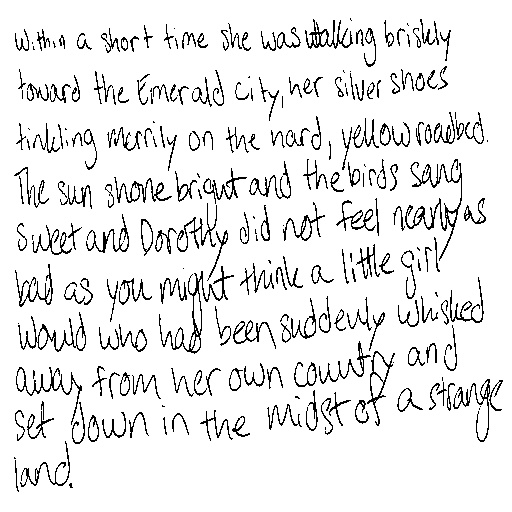 within a short time she was walking briskly
toward the Emerald city, her silver shoes
tinkling merrily on the hard, yellow roadbed.
The sun shone bright and the birds sang
sweet and Dorothy did not feel nearly as
bad as you might think a little girl
would who had been suddenly whisked
away from her own country and
set down in the midst of a strange
land.